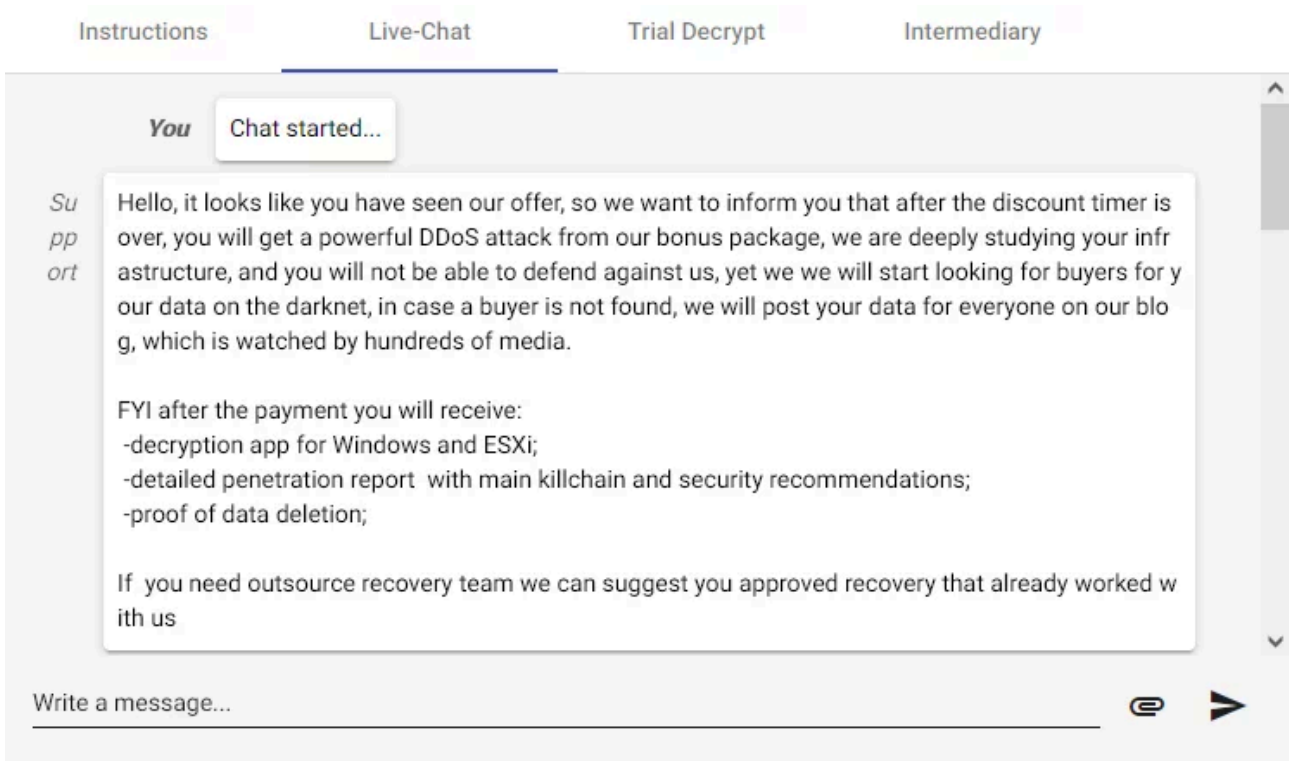 Instructions Live-Chat Trial Decrypt Intermediary
You Chat started...
Su
pp
ort
Hello, it looks like you have seen our offer, so we want to inform you that after the discount timer is
over, you will get a powerful DDoS attack from our bonus package, we are deeply studying your infr
astructure, and you will not be able to defend against us, yet we we will start looking for buyers for y
our data on the darknet, in case a buyer is not found, we will post your data for everyone on our blo
g, which is watched by hundreds of media.
FYI after the payment you will receive:
-decryption app for Windows and ESXi;
-detailed penetration report  with main killchain and security recommendations;
-proof of data deletion;
If  you need outsource recovery team we can suggest you approved recovery that already worked w
ith us
Write a message...